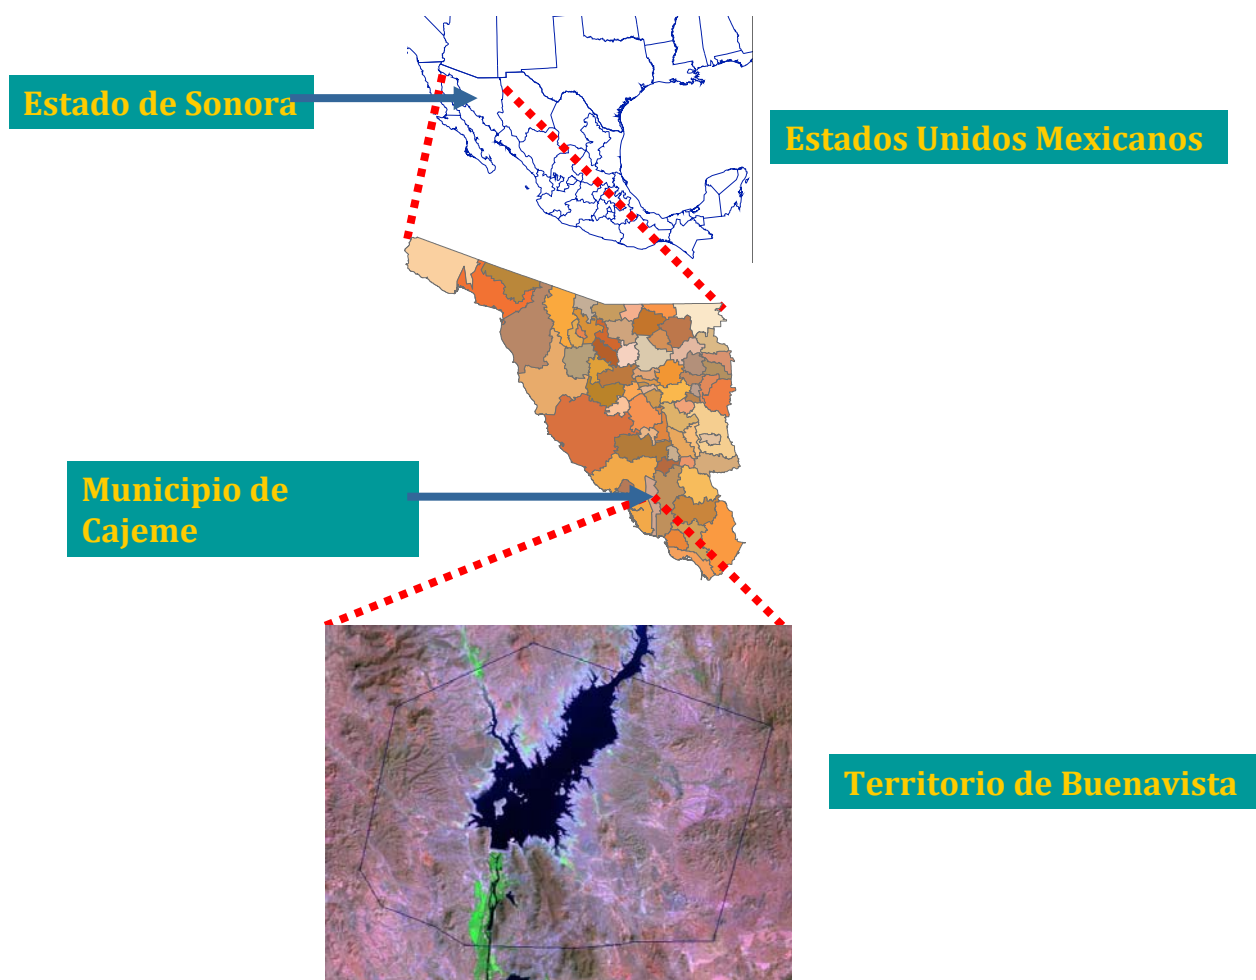 Estado de Sonora
Estados Unidos Mexicanos
Municipio de
Cajeme
Territorio de Buenavista